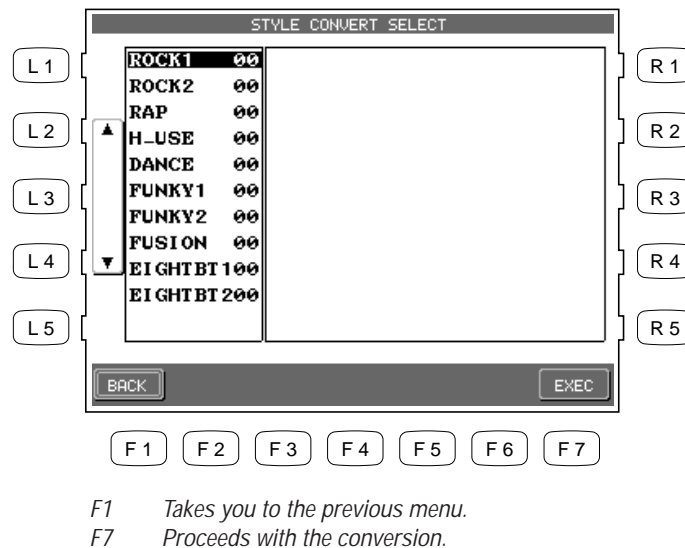 STYLE CONVERT SELECT
L 1
ROCK1 00
R 1
ROCK2 00
RAP 00
L 2
▲
H_USE 00
R 2
DANCE 00
L 3
FUNKY1 00
R 3
FUNKY2 00
FUSION 00
L 4
▼
EIGHTBT100
R 4
EIGHTBT200
L 5
R 5
BACK
EXEC
F 1 F 2 F 3 F 4 F 5 F 6 F 7
F1 Takes you to the previous menu.
F7 Proceeds with the conversion.